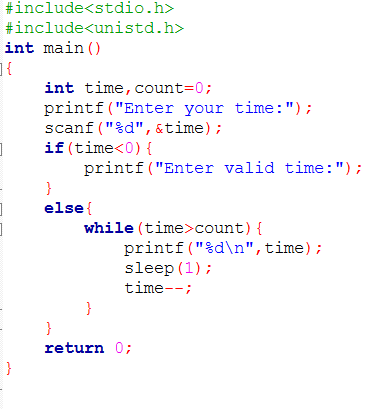 #include<stdio.h>
#include<unistd.h>
int main()
{
    int time,count=0;
    printf("Enter your time:");
    scanf("%d",&time);
    if(time<0){
        printf("Enter valid time:");
    }
    else{
        while(time>count){
            printf("%d\n",time);
            sleep(1);
            time--;
        }
    }
    return 0;
}